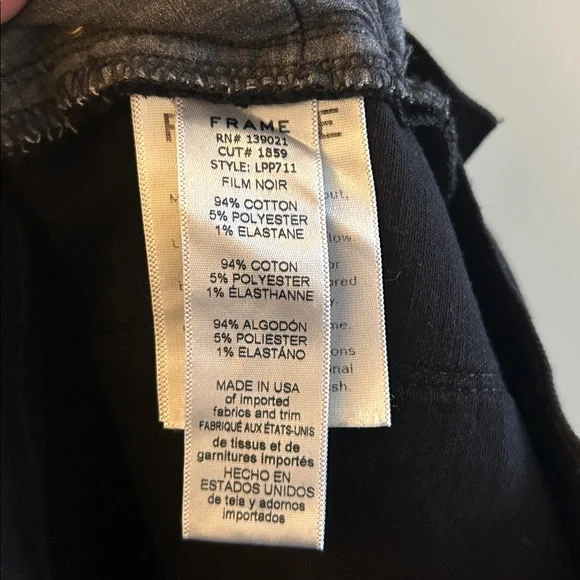 FRAME
RN# 139021
CUT# 1859
STYLE: LPP711
FILM NOIR
94% COTTON
5% POLYESTER
1% ELASTANE
94% COTON
5% POLYESTER
1% ÉLASTHANNE
94% ALGODÓN
5% POLIÉSTER
1% ELASTÁNO
MADE IN USA
of imported
fabrics and trim
FABRIQUÉ AUX ÉTATS-UNIS
de tissus et de
garnitures importés
HECHO EN
ESTADOS UNIDOS
de tela y adornos
importados